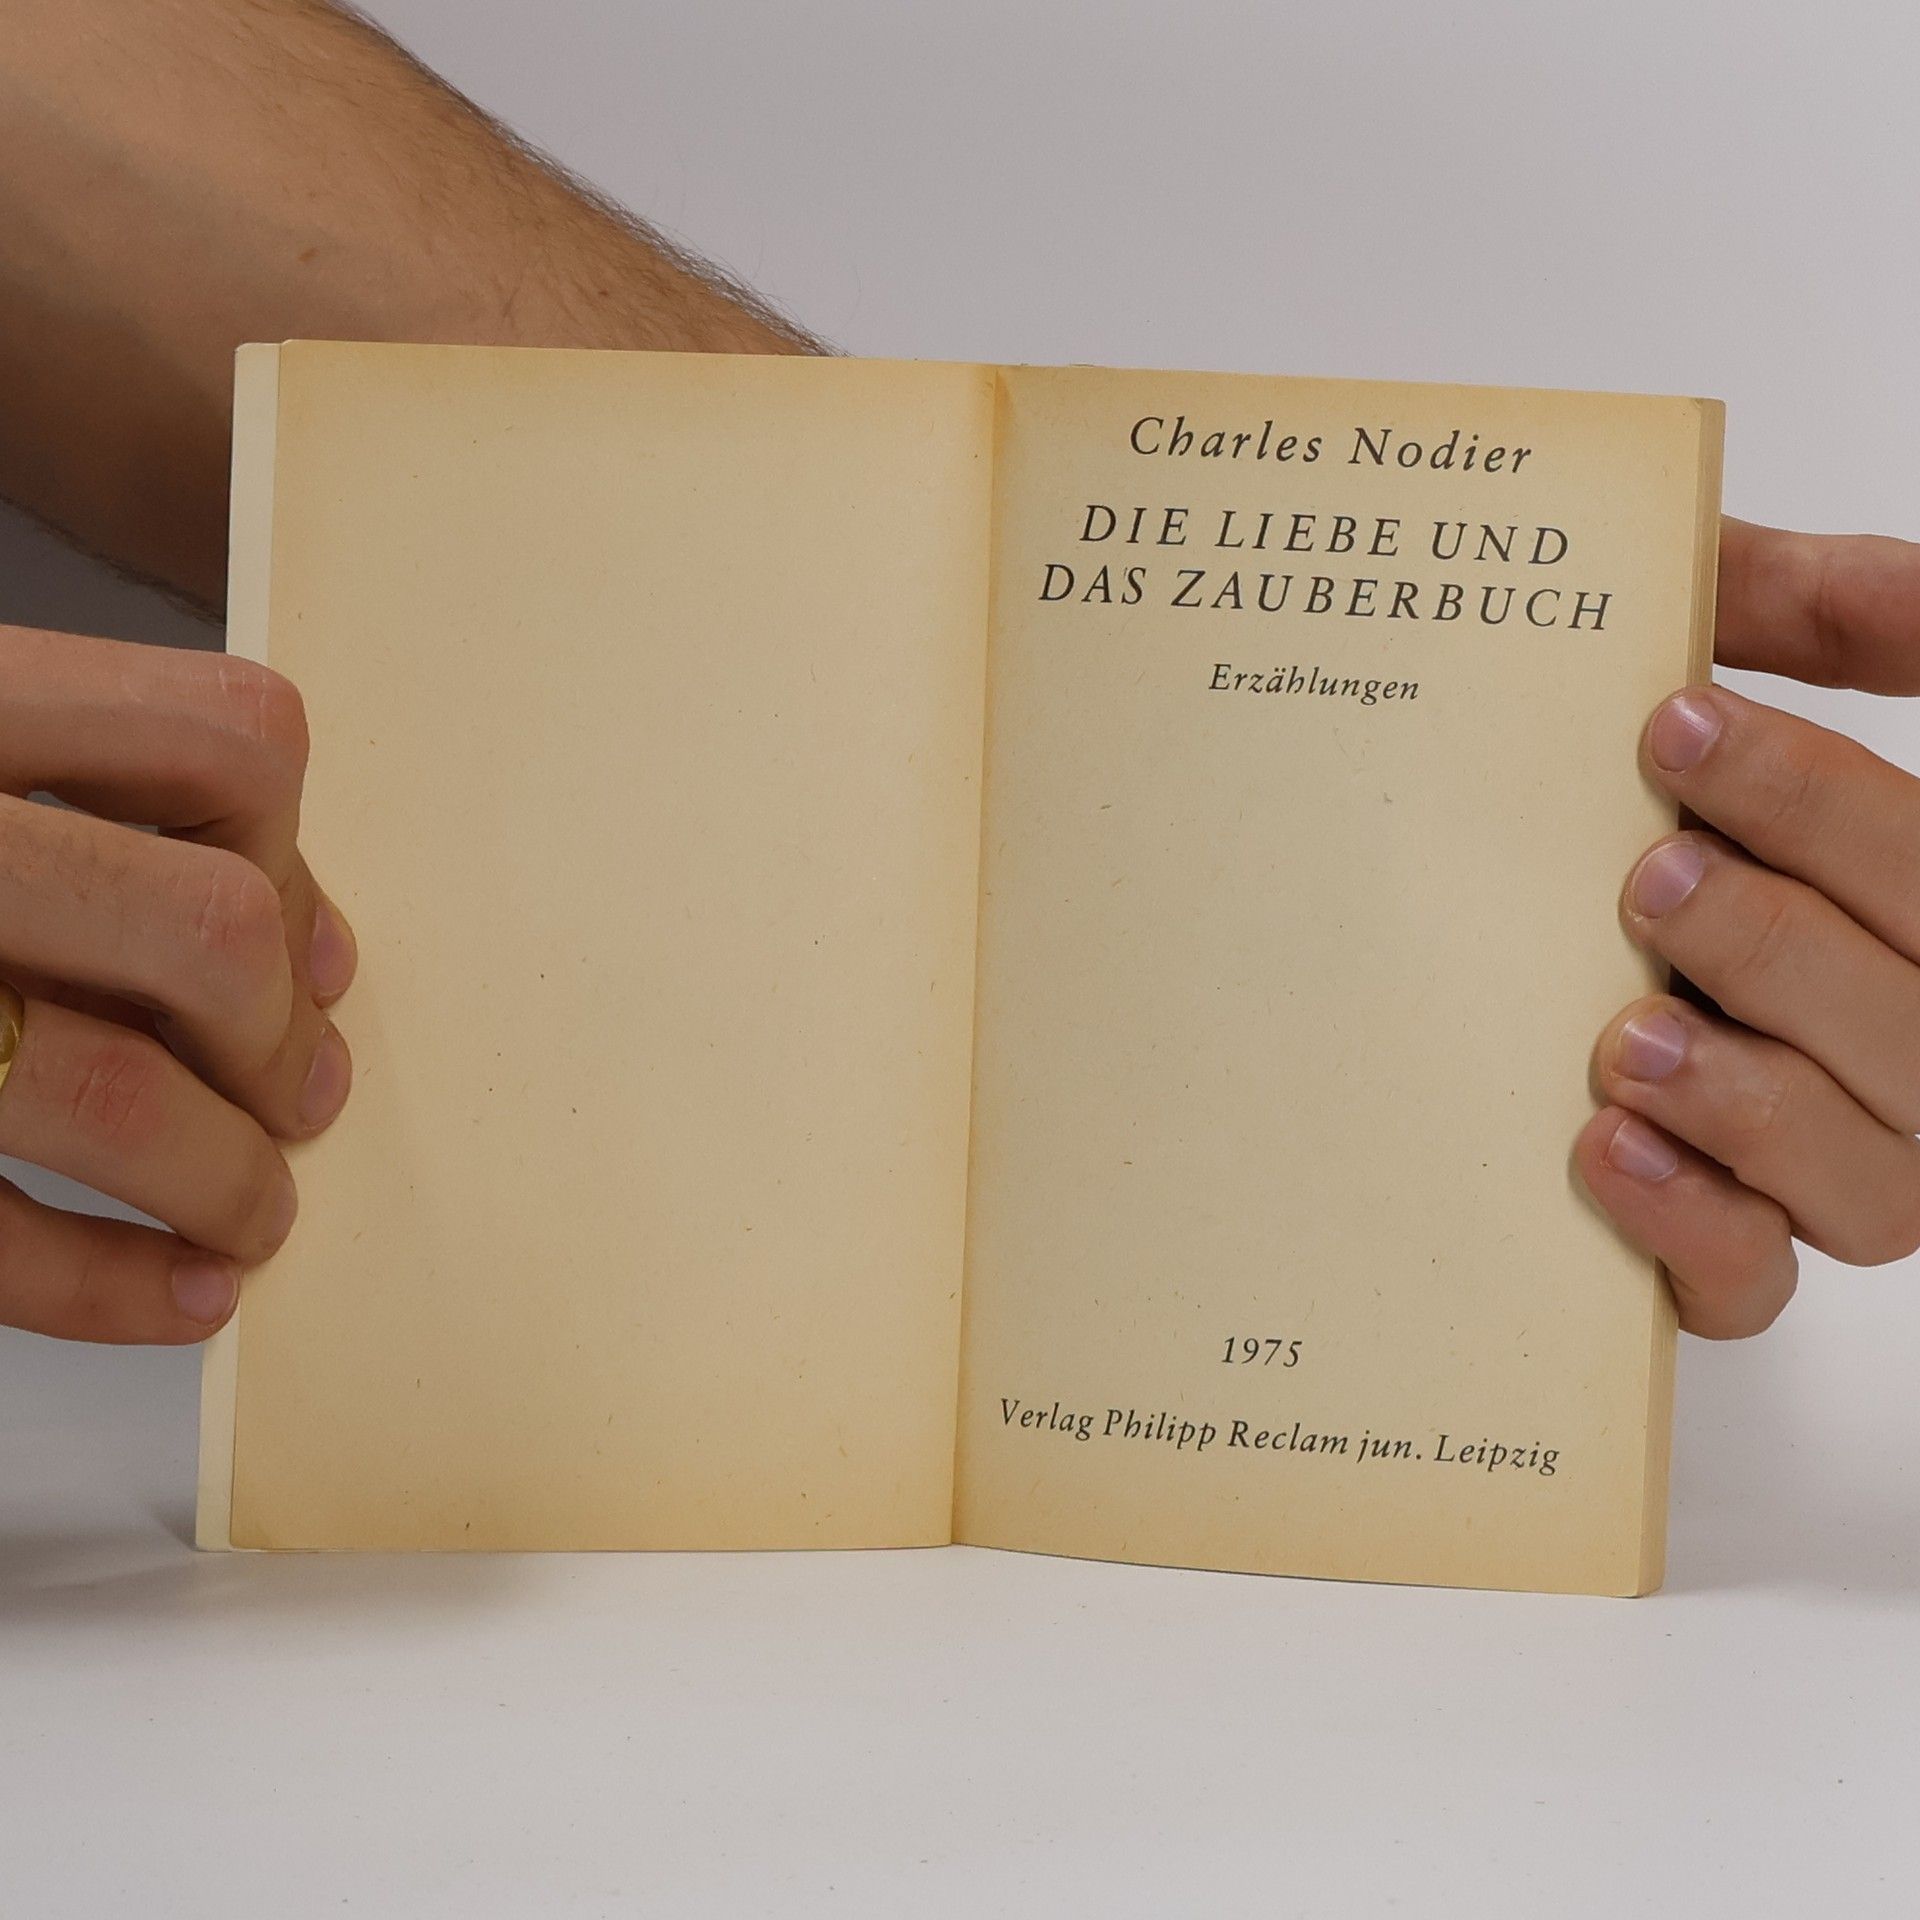 Charles Nodier
DIE LIEBE UND
DAS ZAUBERBUCH
Erzählungen
1975
Verlag Philipp Reclam jun. Leipzig